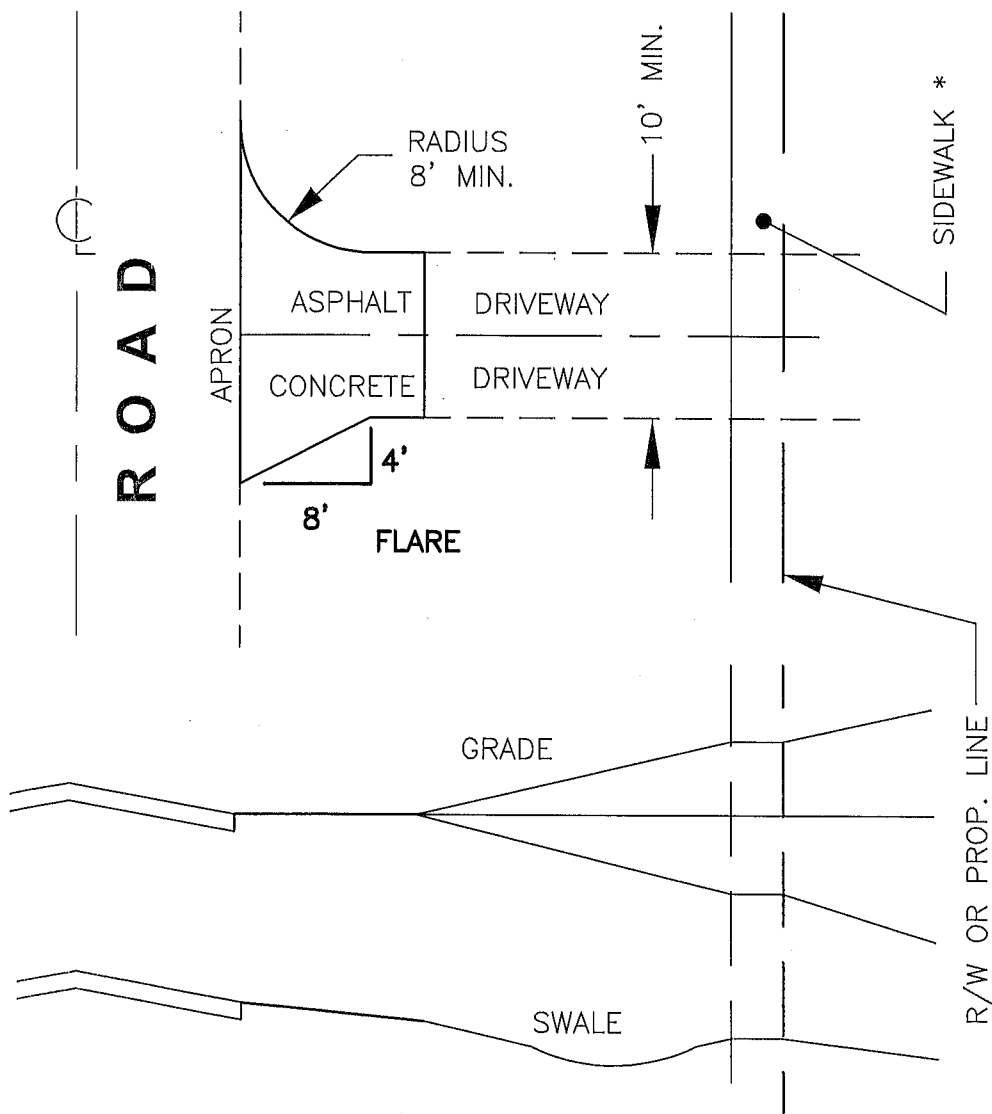 RADIUS
8' MIN.
10' MIN.
SIDEWALK *
℄
ROAD
APRON
ASPHALT
DRIVEWAY
CONCRETE
DRIVEWAY
4'
8'
FLARE
GRADE
R/W OR PROP. LINE
SWALE